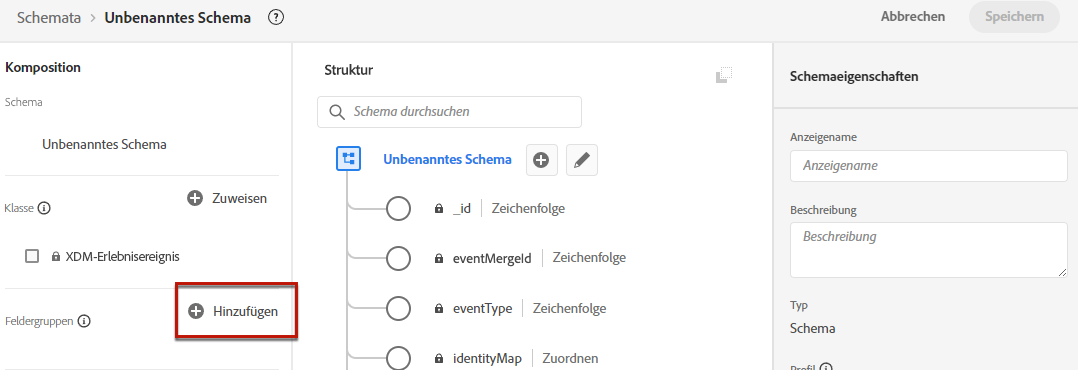 Schemata > Unbenanntes Schema ?
Abbrechen Speichern
Komposition
Schema
Unbenanntes Schema
Zuweisen
Klasse
XDM-Erlebnisereignis
Hinzufügen
Feldergruppen
Struktur
Schema durchsuchen
Unbenanntes Schema
_id Zeichenfolge
eventMergeId Zeichenfolge
eventType Zeichenfolge
identityMap Zuordnen
Schemaeigenschaften
Anzeigename
Anzeigename
Beschreibung
Beschreibung
Typ
Schema
Profil